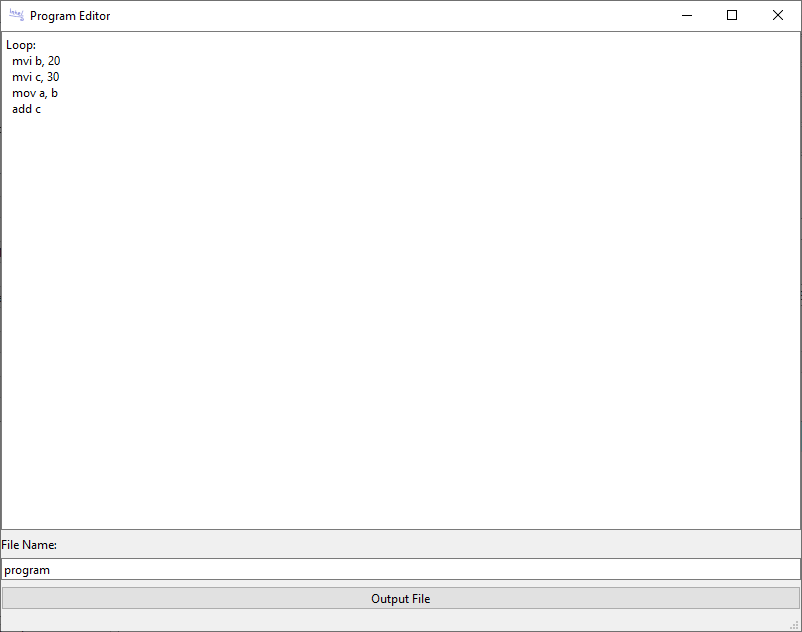 Program Editor
Loop:
mvi b, 20
mvi c, 30
mov a, b
add c
File Name:
program
Output File